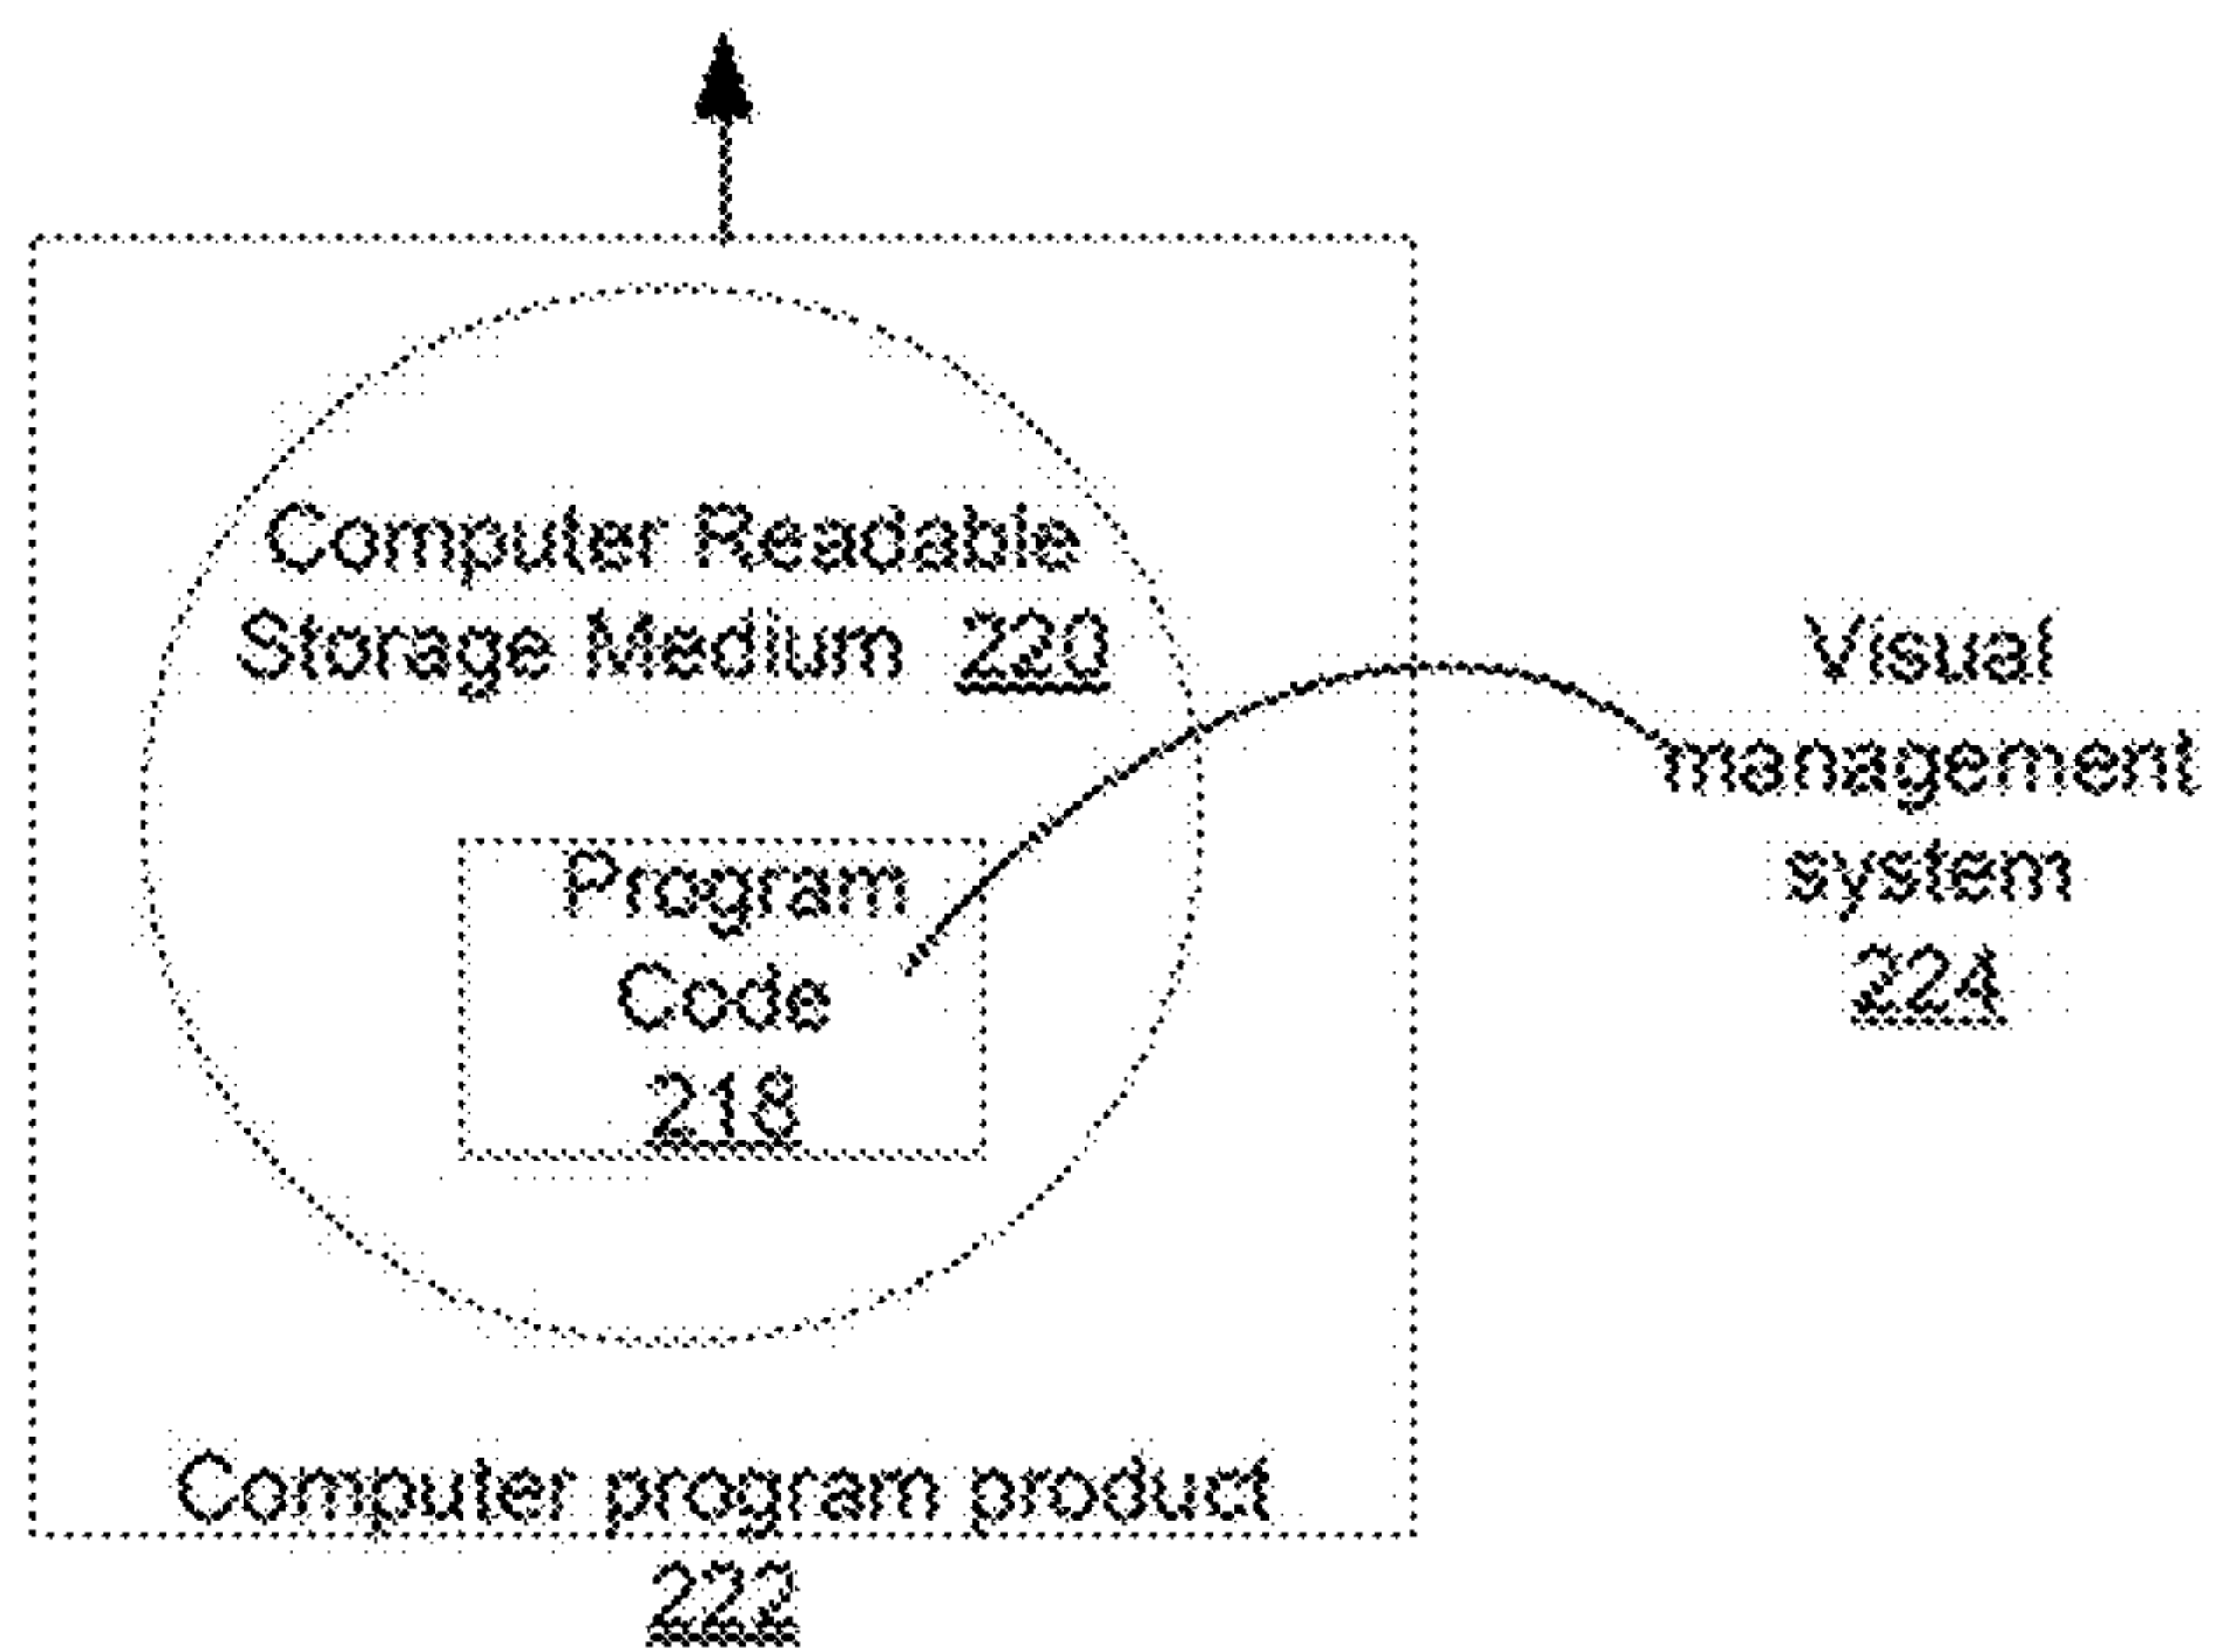 Computer Readable
Storage Medium 220
Visual
management
system
224
Program
Code
218
Computer program product
222